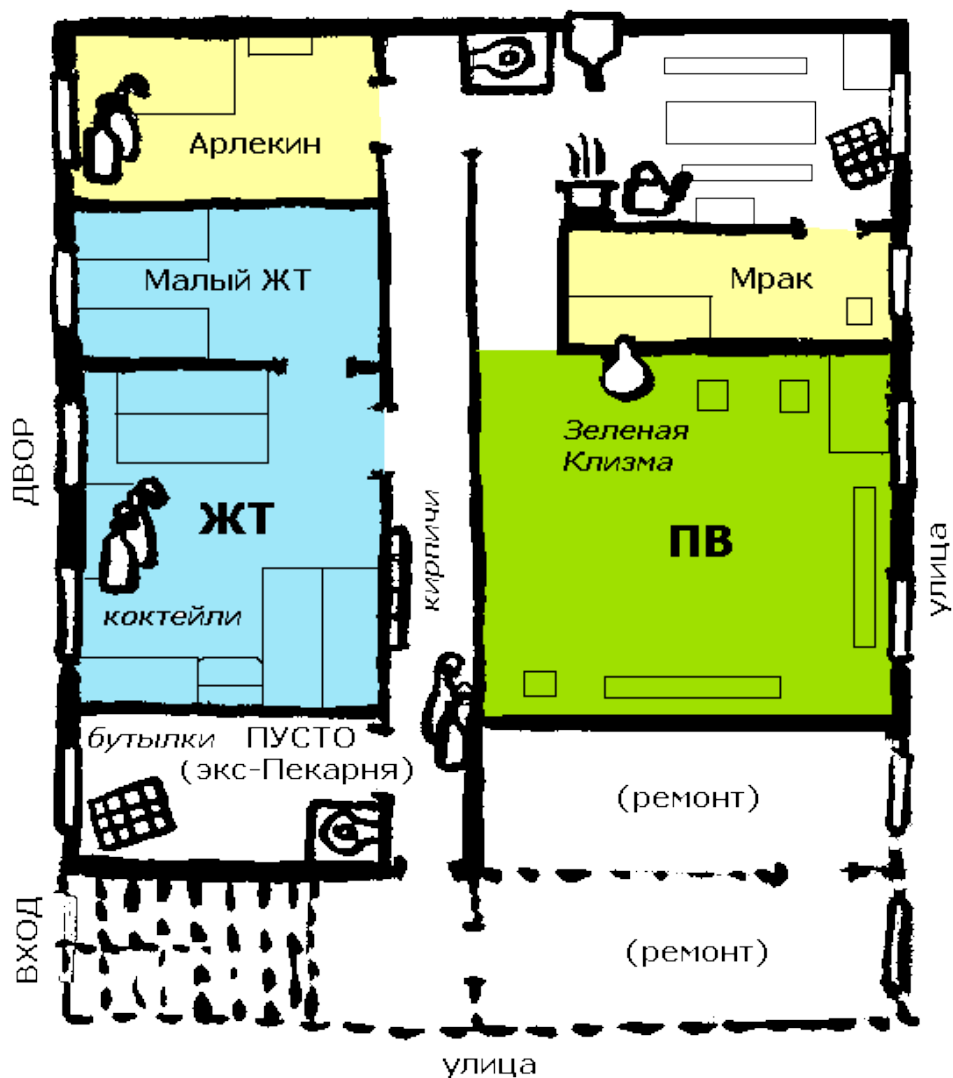 Арлекин
Малый ЖТ
Мрак
Зеленая
Клизма
ДВОР
ЖТ
ПВ
кирпичи
улица
коктейли
бутылки ПУСТО
(экс-Пекарня)
(ремонт)
ВХОД
(ремонт)
улица